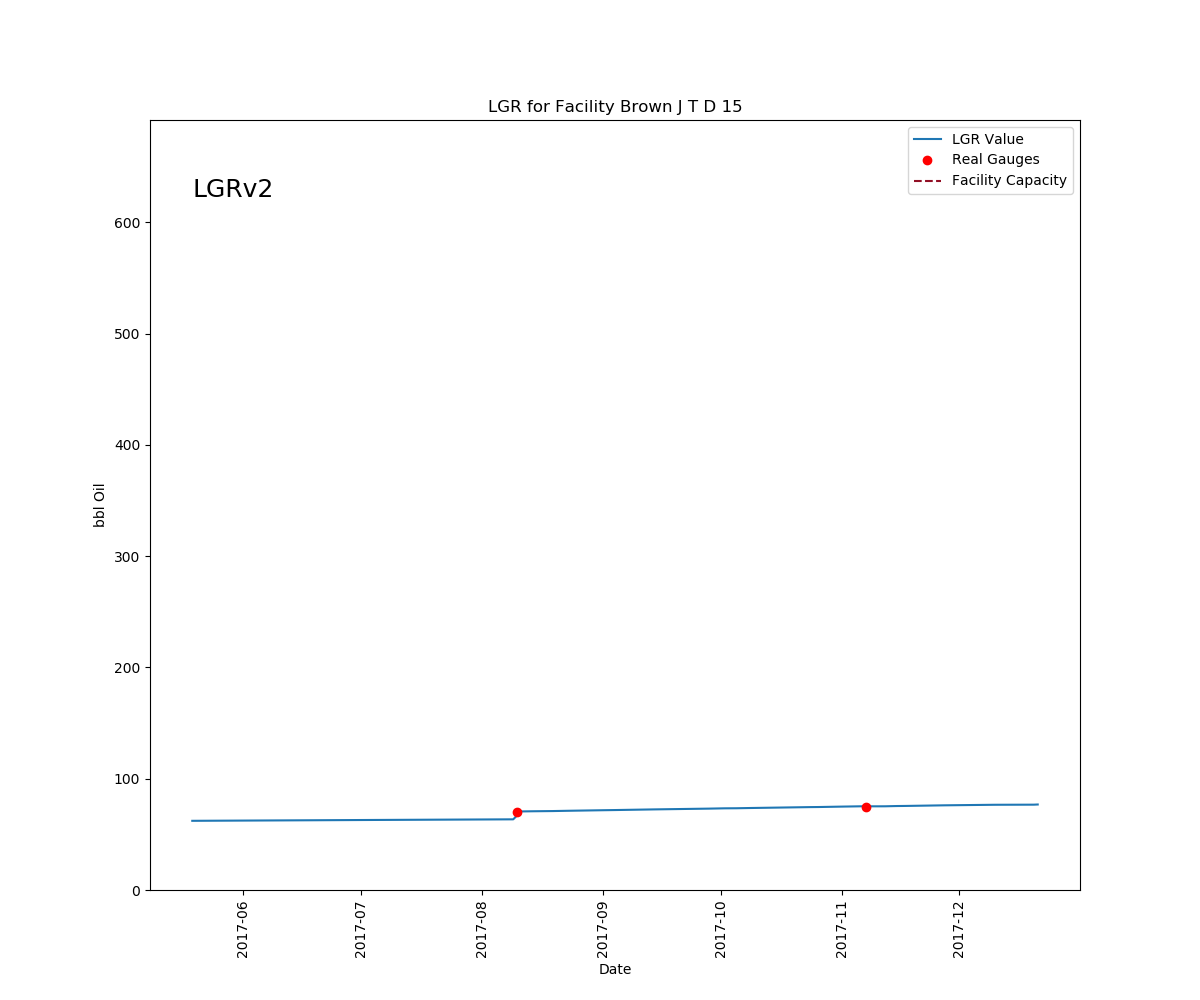 LGR for Facility Brown J T D 15
LGRv2
LGR Value
Real Gauges
Facility Capacity
600
500
400
300
200
100
0
bbl Oil
2017-06
2017-07
2017-08
2017-09
2017-10
2017-11
2017-12
Date